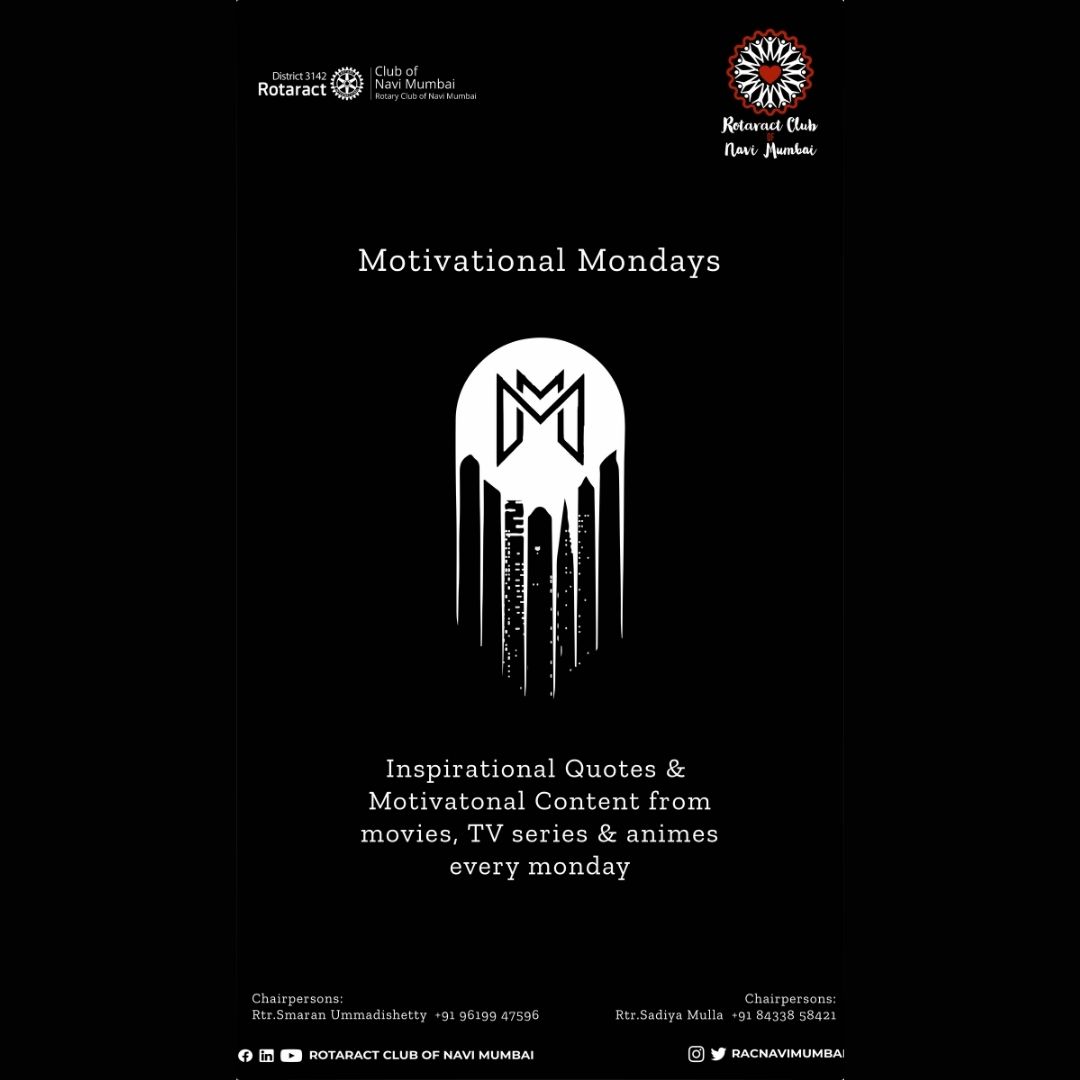 District 3142
Rotaract
Club of
Navi Mumbai
Rotary Club of Navi Mumbai
Rotaract Club
OF
Navi Mumbai
Motivational Mondays
MM
Inspirational Quotes &
Motivatonal Content from
movies, TV series & animes
every monday
Chairpersons:
Rtr.Smaran Ummadishetty +91 96199 47596
Chairpersons:
Rtr.Sadiya Mulla +91 84338 58421
ROTARACT CLUB OF NAVI MUMBAI
RACNAVIMUMBAI